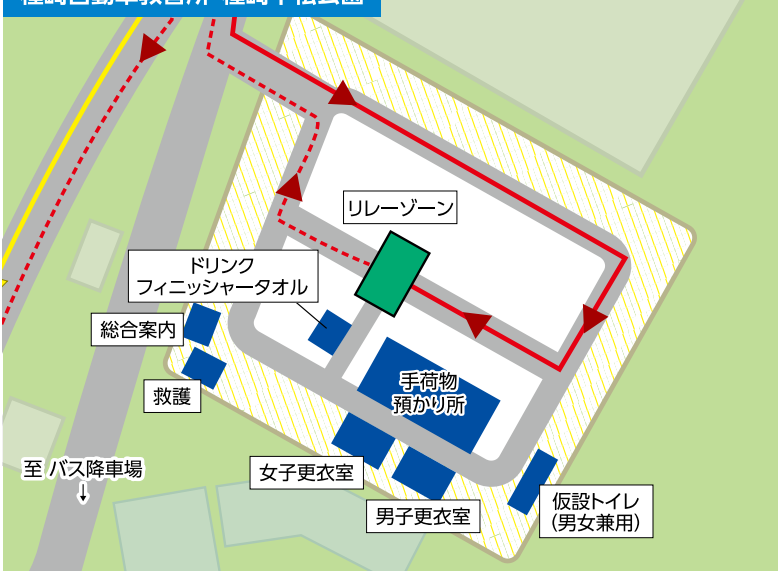 リレーゾーン
ドリンク
フィニッシャータオル
総合案内
救護
手荷物
預かり所
至 バス降車場
↓
女子更衣室
男子更衣室
仮設トイレ
(男女兼用)